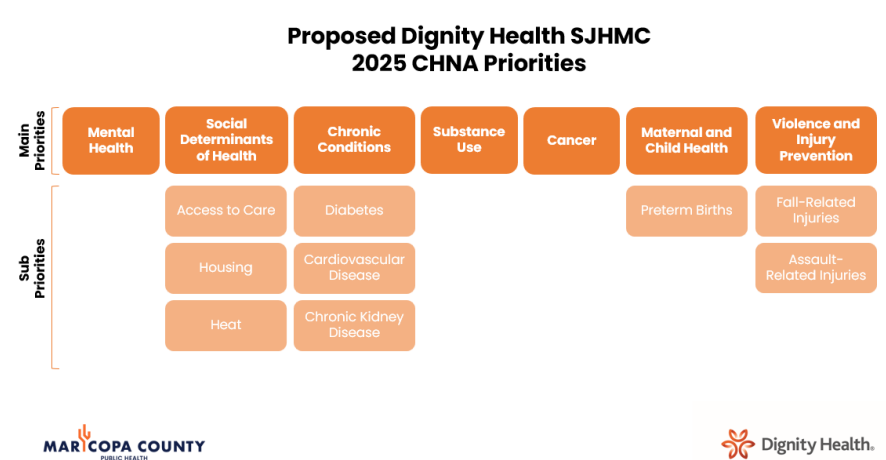 Proposed Dignity Health SJHMC
2025 CHNA Priorities
Main
Priorities
Mental
Health
Social
Determinants
of Health
Chronic
Conditions
Substance
Use
Cancer
Maternal and
Child Health
Violence and
Injury
Prevention
Sub
Priorities
Access to Care
Diabetes
Preterm Births
Fall-Related
Injuries
Housing
Cardiovascular
Disease
Assault-
Related Injuries
Heat
Chronic Kidney
Disease
MARICOPA COUNTY
PUBLIC HEALTH
Dignity Health.